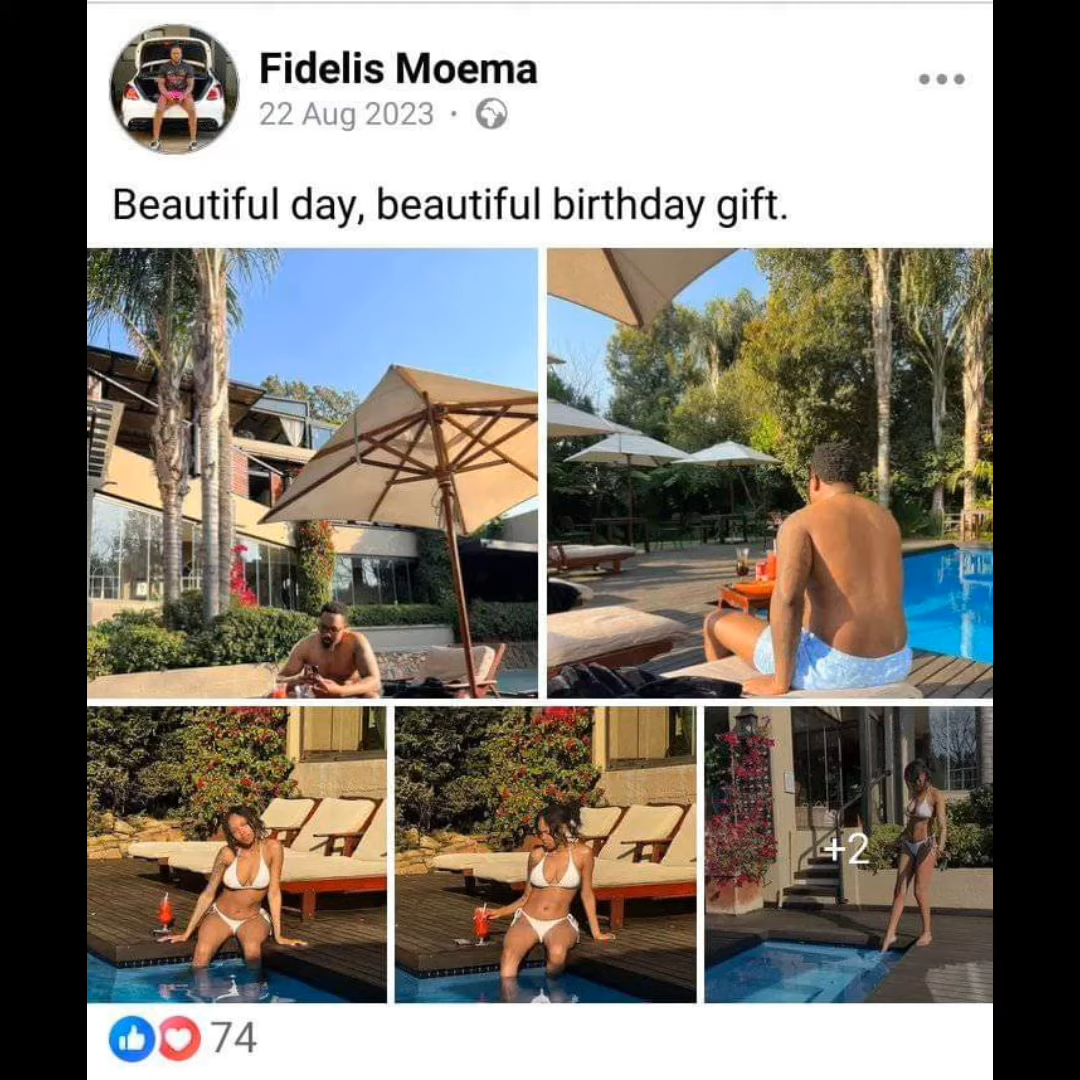 Fidelis Moema
22 Aug 2023 ·
Beautiful day, beautiful birthday gift.
+2
74